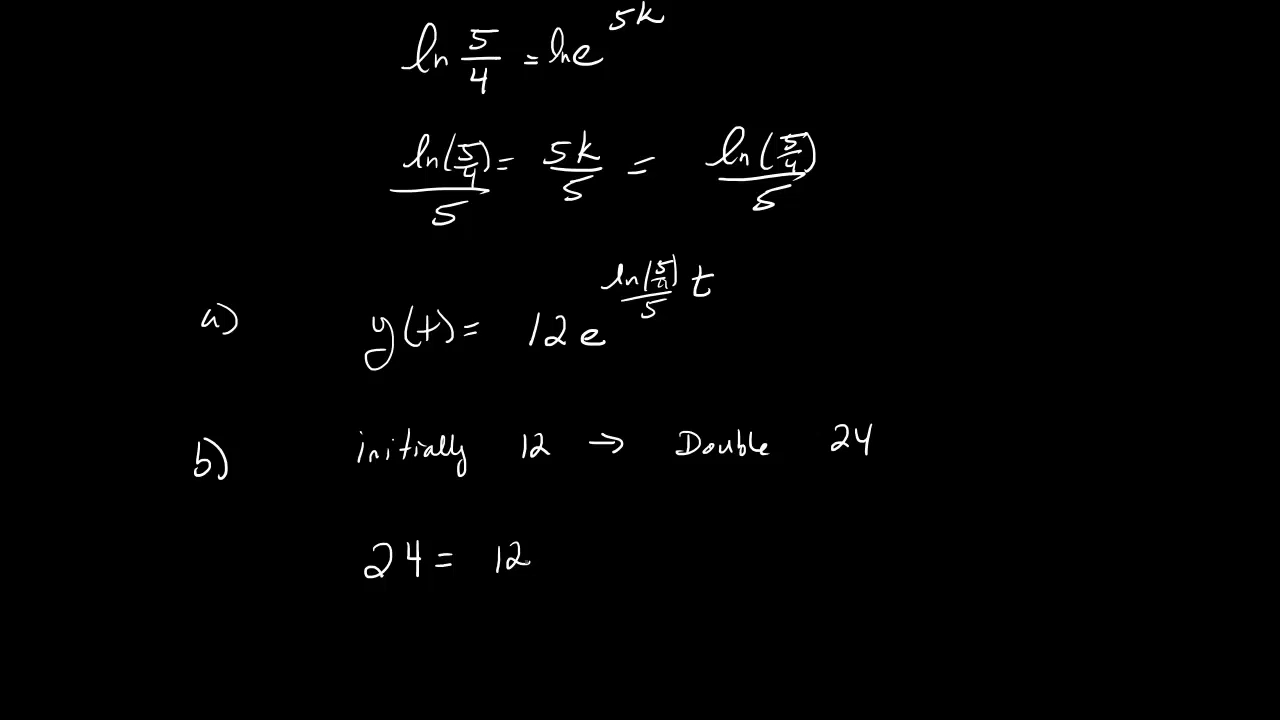 ln 5/4 = ln e^5k
ln(5/4)/5 = 5k/5 = ln(5/4)/5
a) y(t) = 12e^ln(5/4)/5 t
b) initially 12 → Double 24
24 = 12